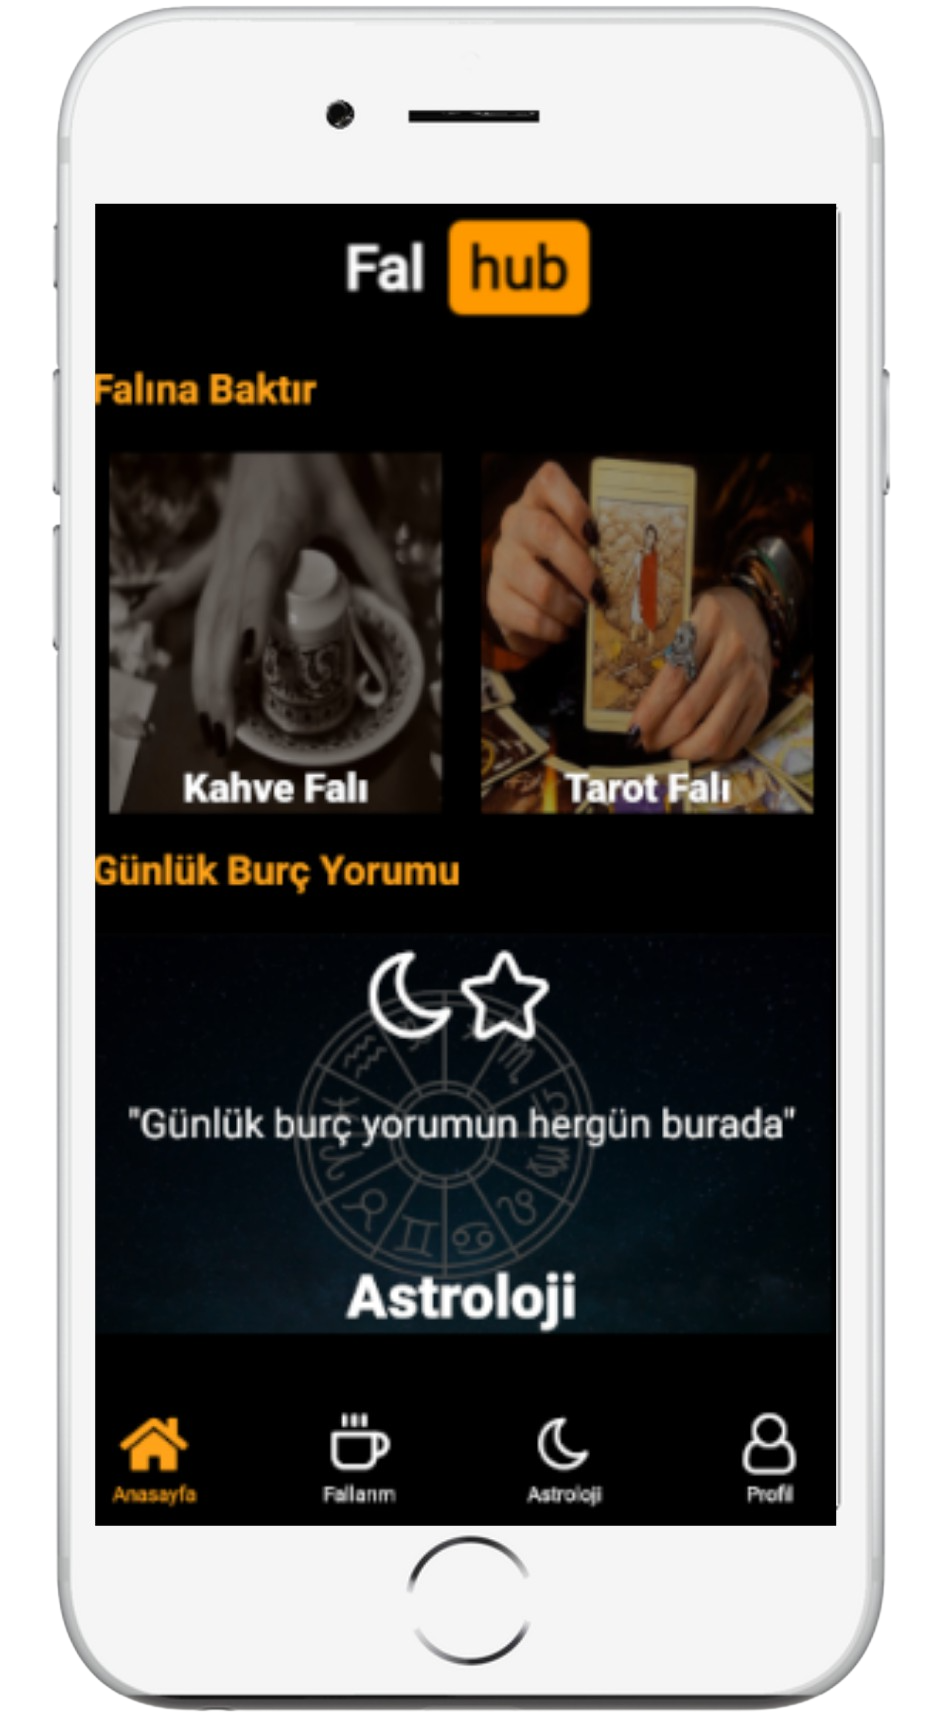 Fal hub
Falına Baktır
Kahve Falı
Tarot Falı
Günlük Burç Yorumu
"Günlük burç yorumun hergün burada"
Astroloji
Anasayfa
Fallarım
Astroloji
Profil